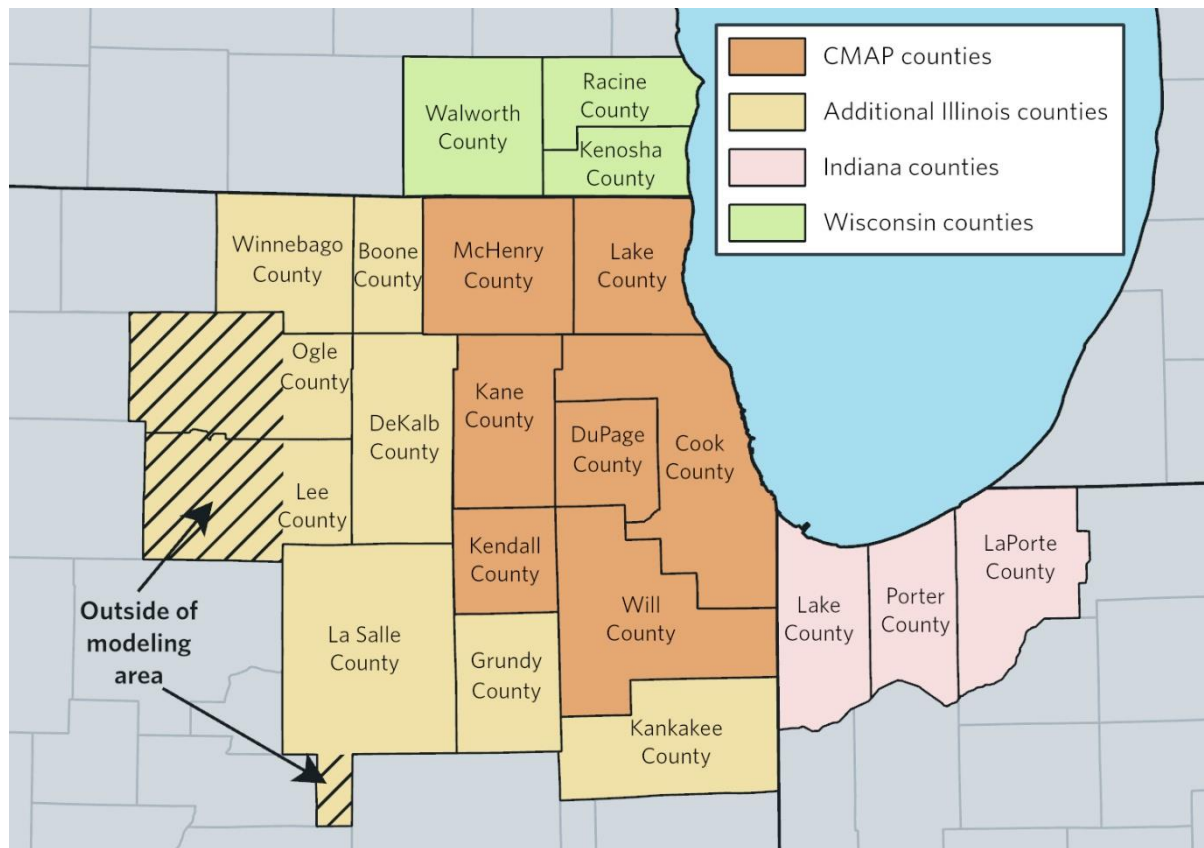 CMAP counties
Additional Illinois counties
Indiana counties
Wisconsin counties
Walworth
County
Racine
County
Kenosha
County
Winnebago
County
Boone
County
McHenry
County
Lake
County
Ogle
County
DeKalb
County
Kane
County
DuPage
County
Cook
County
Lee
County
Kendall
County
Will
County
Lake
County
Porter
County
LaPorte
County
Outside of
modeling
area
La Salle
County
Grundy
County
Kankakee
County